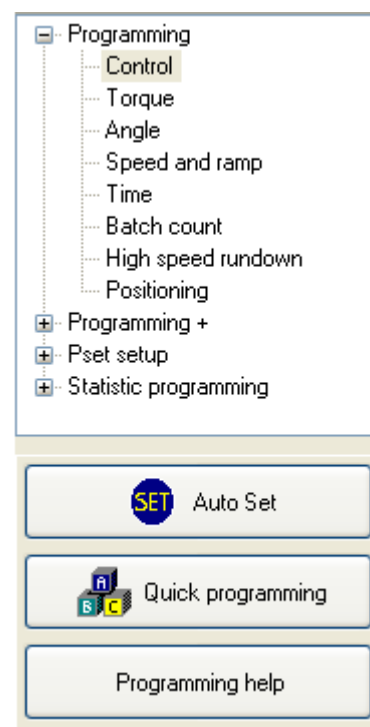 Programming
Control
Torque
Angle
Speed and ramp
Time
Batch count
High speed rundown
Positioning
Programming +
Pset setup
Statistic programming
SET Auto Set
A B C Quick programming
Programming help